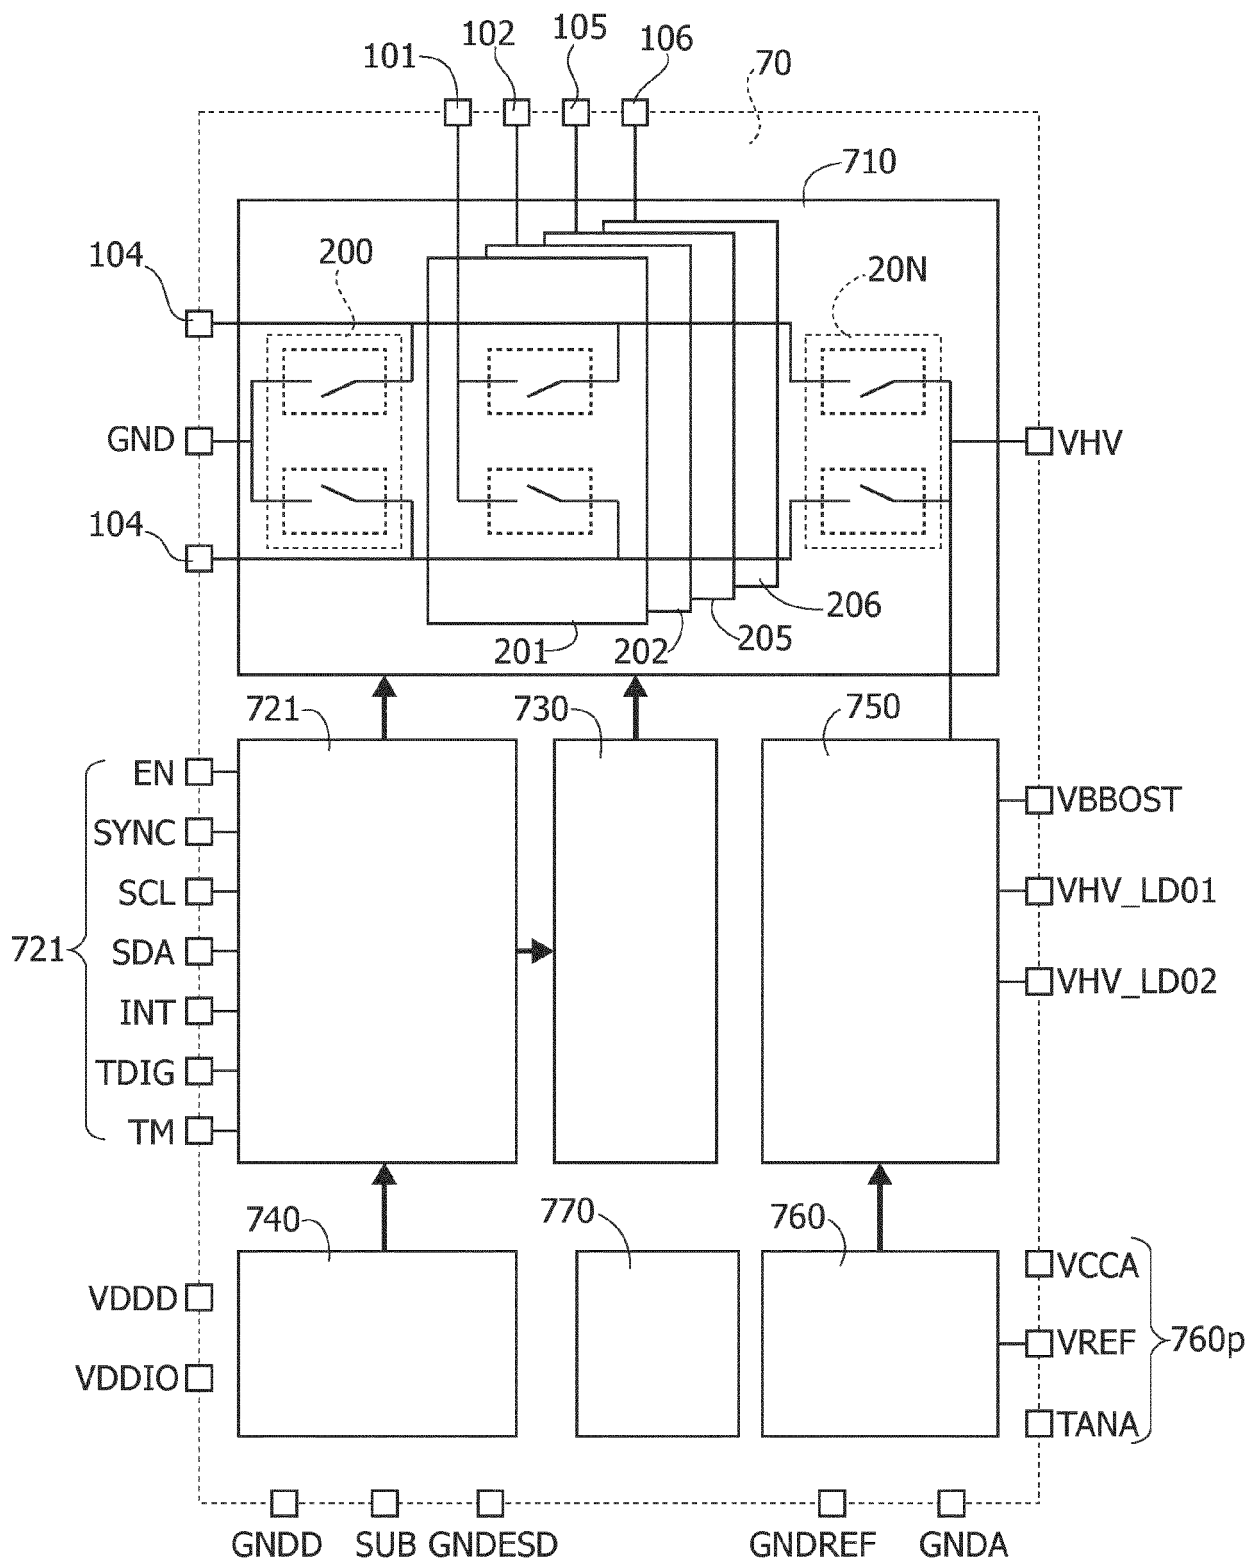 101
102
105
106
70
710
104
200
20N
GND
VHV
104
206
201
202
205
721
730
750
EN
VBBOST
SYNC
SCL
VHV_LD01
721
SDA
VHV_LD02
INT
TDIG
TM
740
770
760
VCCA
VDDD
VREF
760p
VDDIO
TANA
GNDD
SUB
GNDESD
GNDREF
GNDA